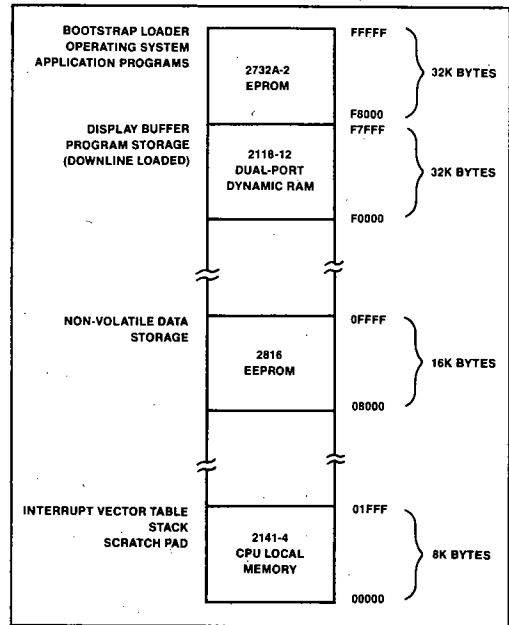 BOOTSTRAP LOADER
OPERATING SYSTEM
APPLICATION PROGRAMS
2732A-2
EPROM
FFFFF
F8000
32K BYTES
DISPLAY BUFFER
PROGRAM STORAGE
(DOWNLINE LOADED)
2118-12
DUAL-PORT
DYNAMIC RAM
F7FFF
F0000
32K BYTES
NON-VOLATILE DATA
STORAGE
2816
EEPROM
0FFFF
08000
16K BYTES
INTERRUPT VECTOR TABLE
STACK
SCRATCH PAD
2141-4
CPU LOCAL
MEMORY
01FFF
00000
8K BYTES